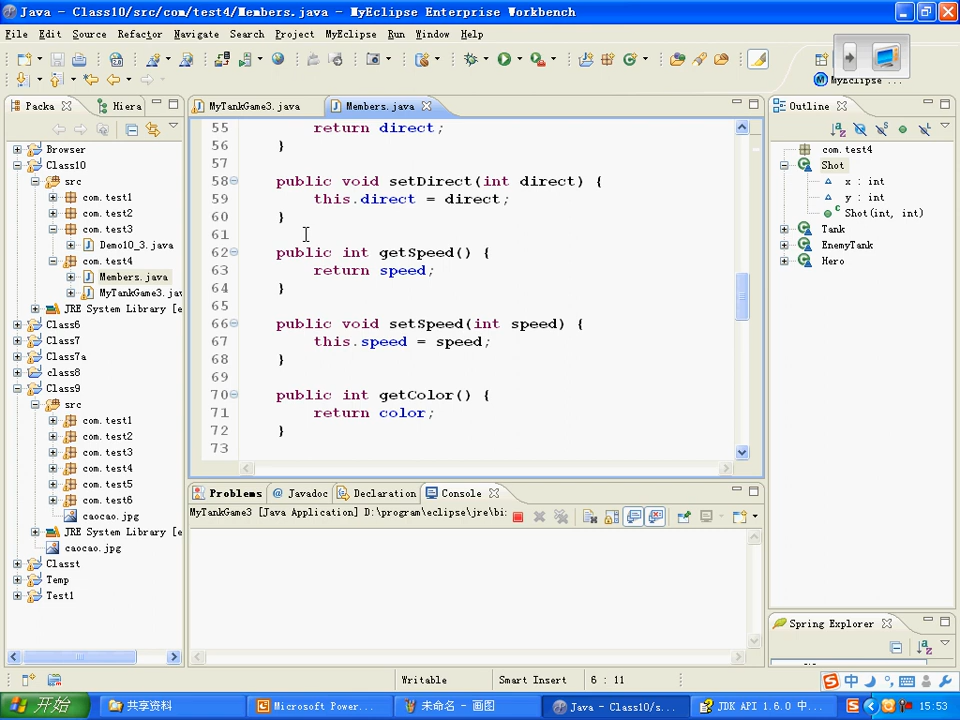 Java - Class10/src/com/test4/Members.java - MyEclipse Enterprise Workbench
File Edit Source Refactor Navigate Search Project MyEclipse Run Window Help
MyEclipse ...
Packa
Hiera
Browser
Class10
src
com.test1
com.test2
com.test3
Demo10_3.java
com.test4
Members.java
MyTankGame3.jav
JRE System Library [e
Class6
Class7
Class7a
class8
Class9
src
com.test1
com.test2
com.test3
com.test4
com.test5
com.test6
caocao.jpg
JRE System Library [e
caocao.jpg
Classt
Temp
Test1
MyTankGame3.java
Members.java
55 return direct;
56 }
57
58 public void setDirect(int direct) {
59 this.direct = direct;
60 }
61
62 public int getSpeed() {
63 return speed;
64 }
65
66 public void setSpeed(int speed) {
67 this.speed = speed;
68 }
69
70 public int getColor() {
71 return color;
72 }
73
Problems @ Javadoc Declaration Console
MyTankGame3 [Java Application] D:\program\eclipse\jre\bi
Outline
com.test4
Shot
x : int
y : int
Shot(int, int)
Tank
EnemyTank
Hero
Spring Explorer
Writable Smart Insert 6 : 11
中
开始 共享资料 Microsoft Power... 未命名 - 画图 Java - Class10/s... JDK API 1.6.0 中... 15:53